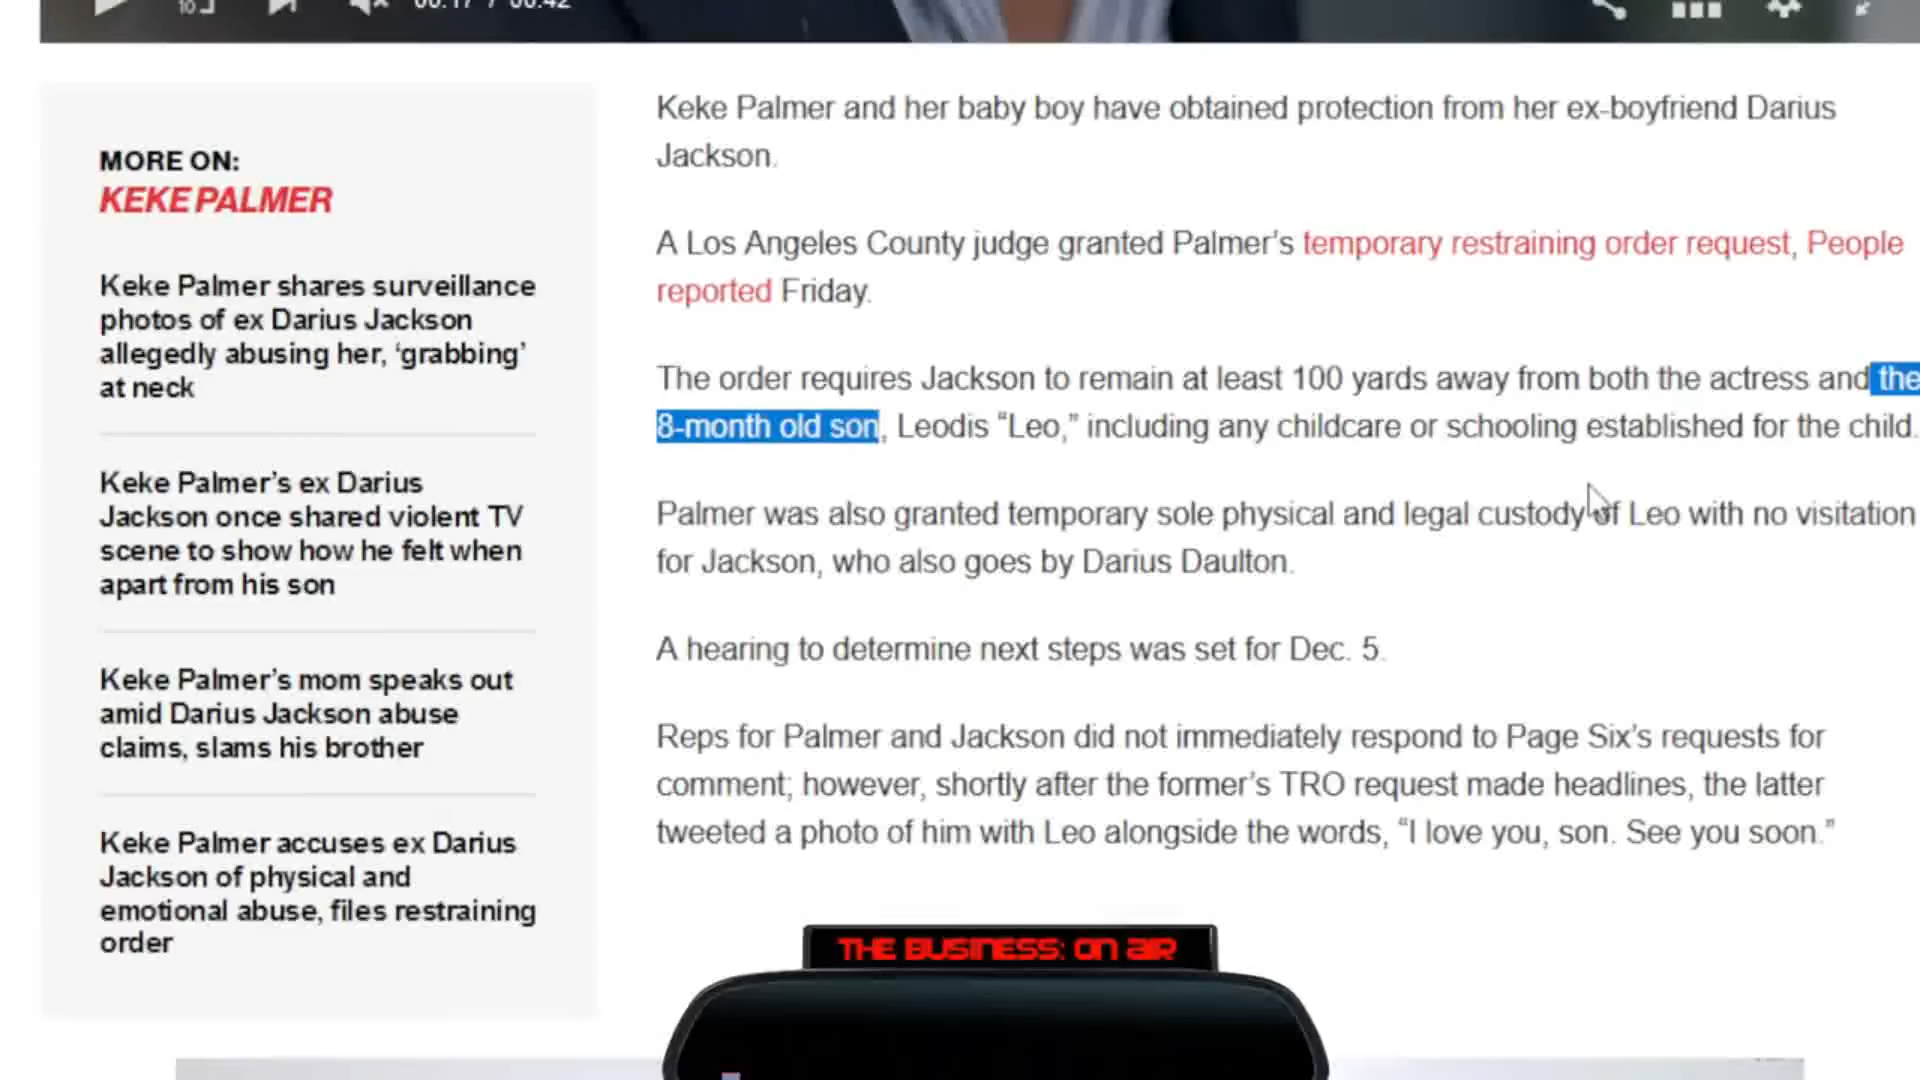 10
00:17 / 00:42
MORE ON:
KEKE PALMER
Keke Palmer shares surveillance
photos of ex Darius Jackson
allegedly abusing her, ‘grabbing’
at neck
Keke Palmer’s ex Darius
Jackson once shared violent TV
scene to show how he felt when
apart from his son
Keke Palmer’s mom speaks out
amid Darius Jackson abuse
claims, slams his brother
Keke Palmer accuses ex Darius
Jackson of physical and
emotional abuse, files restraining
order
Keke Palmer and her baby boy have obtained protection from her ex-boyfriend Darius
Jackson.
A Los Angeles County judge granted Palmer’s temporary restraining order request, People
reported Friday.
The order requires Jackson to remain at least 100 yards away from both the actress and the
8-month old son, Leodis “Leo,” including any childcare or schooling established for the child.
Palmer was also granted temporary sole physical and legal custody of Leo with no visitation
for Jackson, who also goes by Darius Daulton.
A hearing to determine next steps was set for Dec. 5.
Reps for Palmer and Jackson did not immediately respond to Page Six’s requests for
comment; however, shortly after the former’s TRO request made headlines, the latter
tweeted a photo of him with Leo alongside the words, “I love you, son. See you soon.”
THE BUSINESS: ON AIR